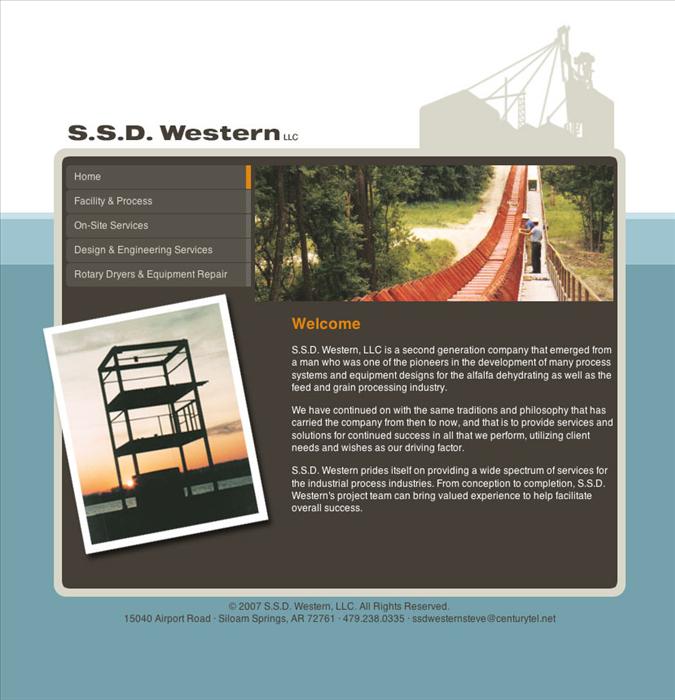 S.S.D. Western LLC
Home
Facility & Process
On-Site Services
Design & Engineering Services
Rotary Dryers & Equipment Repair
Welcome
S.S.D. Western, LLC is a second generation company that emerged from
a man who was one of the pioneers in the development of many process
systems and equipment designs for the alfalfa dehydrating as well as the
feed and grain processing industry.
We have continued on with the same traditions and philosophy that has
carried the company from then to now, and that is to provide services and
solutions for continued success in all that we perform, utilizing client
needs and wishes as our driving factor.
S.S.D. Western prides itself on providing a wide spectrum of services for
the industrial process industries. From conception to completion, S.S.D.
Western's project team can bring valued experience to help facilitate
overall success.
© 2007 S.S.D. Western, LLC. All Rights Reserved.
15040 Airport Road · Siloam Springs, AR 72761 · 479.238.0335 · ssdwesternsteve@centurytel.net